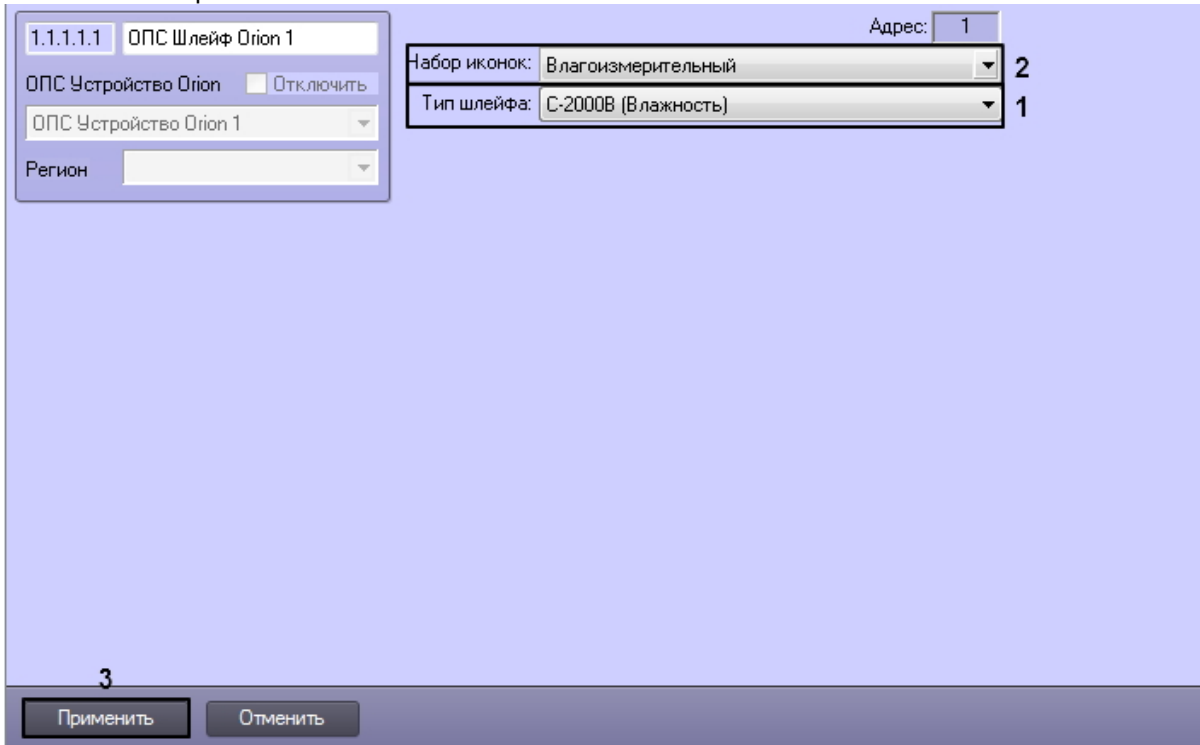 1.1.1.1.1 ОПС Шлейф Orion 1
ОПС Устройство Orion Отключить
ОПС Устройство Orion 1
Регион
Адрес: 1
Набор иконок: Влагоизмерительный 2
Тип шлейфа: С-2000В (Влажность) 1
3
Применить Отменить